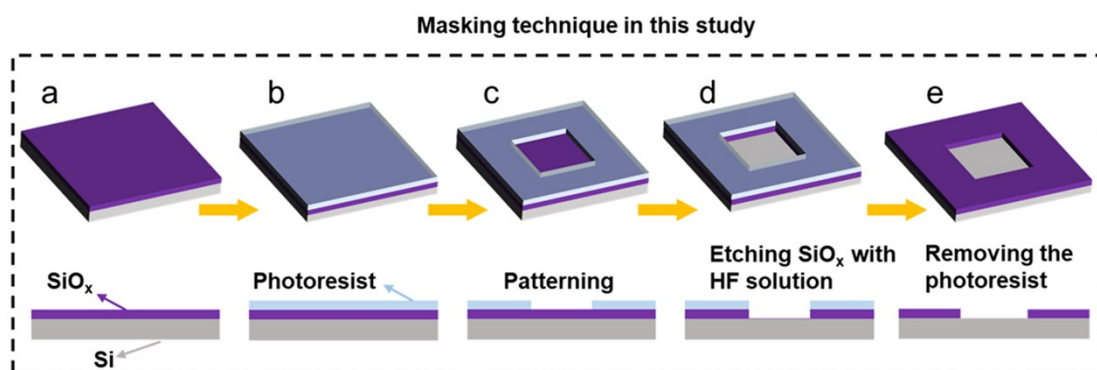 Masking technique in this study
a
b
c
d
e
SiOx
Photoresist
Patterning
Etching SiOx with
HF solution
Removing the
photoresist
Si